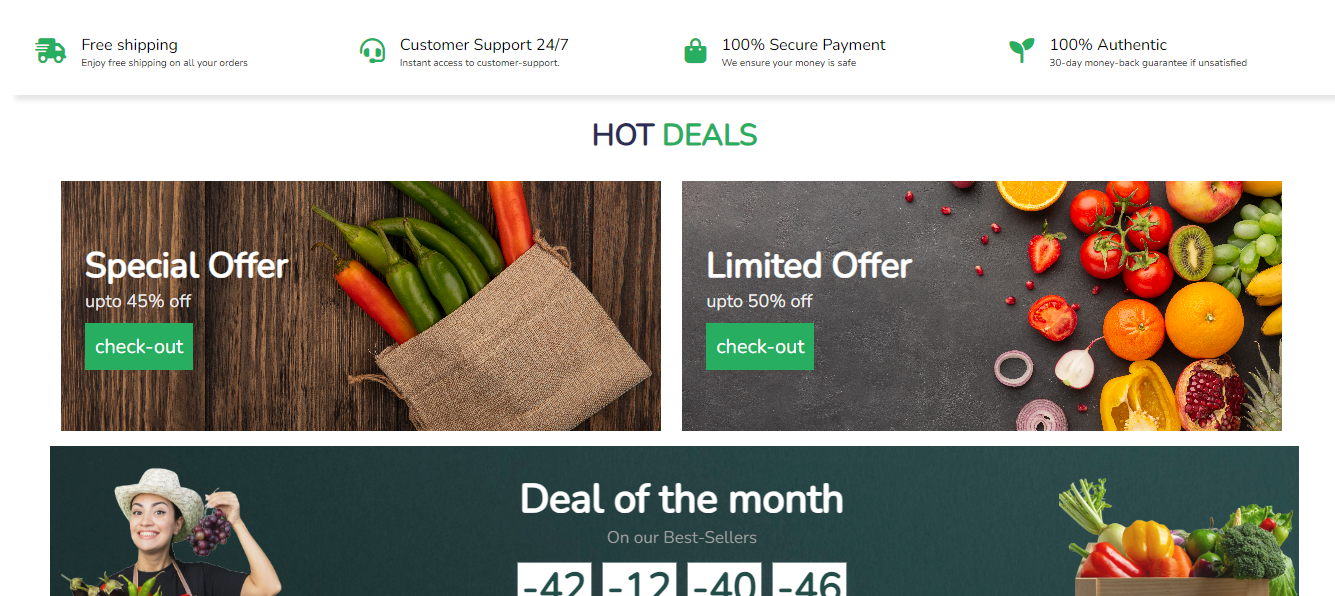 Free shipping
Enjoy free shipping on all your orders
Customer Support 24/7
Instant access to customer-support.
100% Secure Payment
We ensure your money is safe
100% Authentic
30-day money-back guarantee if unsatisfied
HOT DEALS
Special Offer
upto 45% off
check-out
Limited Offer
upto 50% off
check-out
Deal of the month
On our Best-Sellers
-42 -12 -40 -46